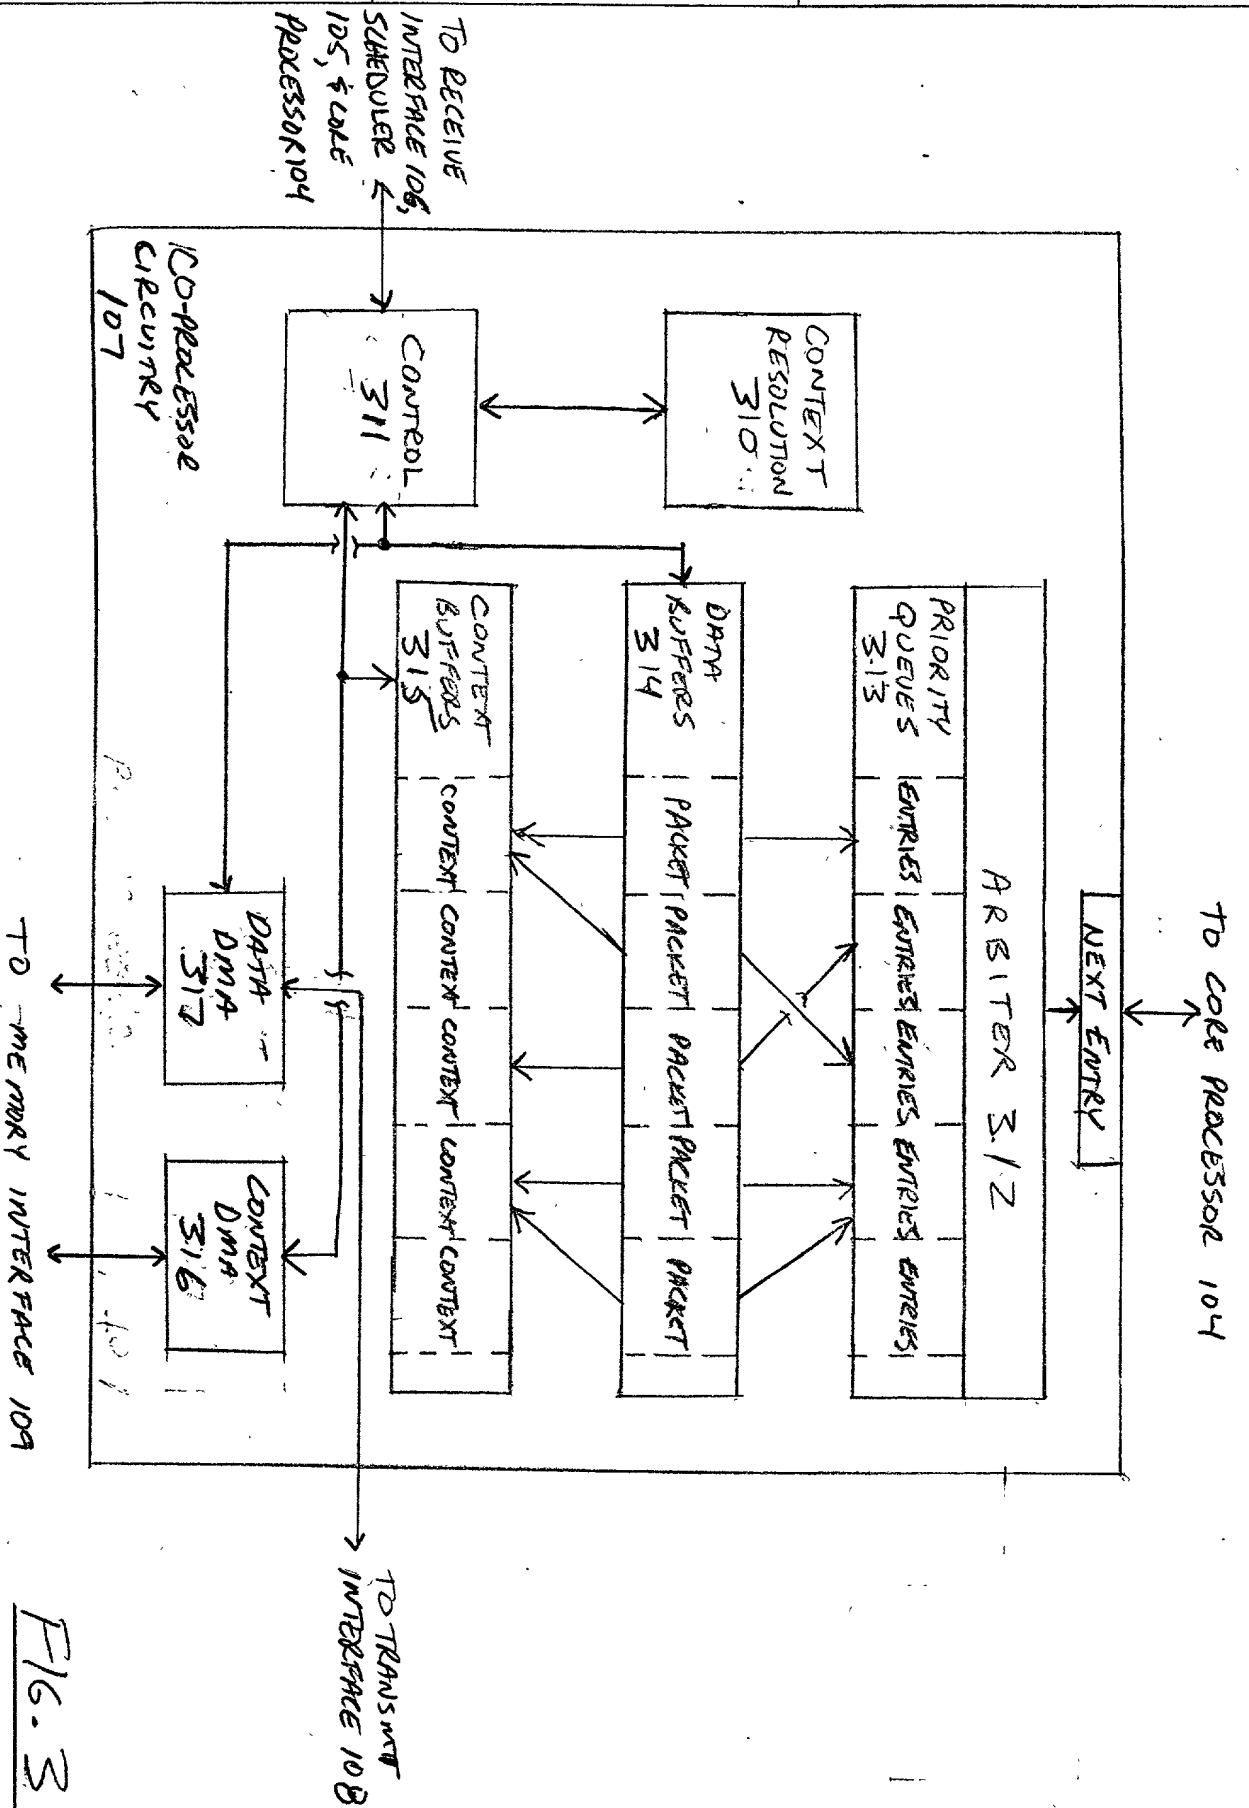 TO CORE PROCESSOR 104
NEXT ENTRY
ARBITER 312
PRIORITY
QUEUES
313
ENTRIES ENTRIES ENTRIES ENTRIES ENTRIES
CONTEXT
RESOLUTION
310
DATA
BUFFERS
314
PACKET PACKET PACKET PACKET PACKET
TO RECEIVE
INTERFACE 106,
SCHEDULER
105, & CORE
PROCESSOR 104
CONTROL
311
CONTEXT
BUFFERS
315
CONTEXT CONTEXT CONTEXT CONTEXT CONTEXT
TO TRANSMIT
INTERFACE 108
CO-PROCESSOR
CIRCUITRY
107
DATA
DMA
317
CONTEXT
DMA
316
TO MEMORY INTERFACE 109
FIG. 3